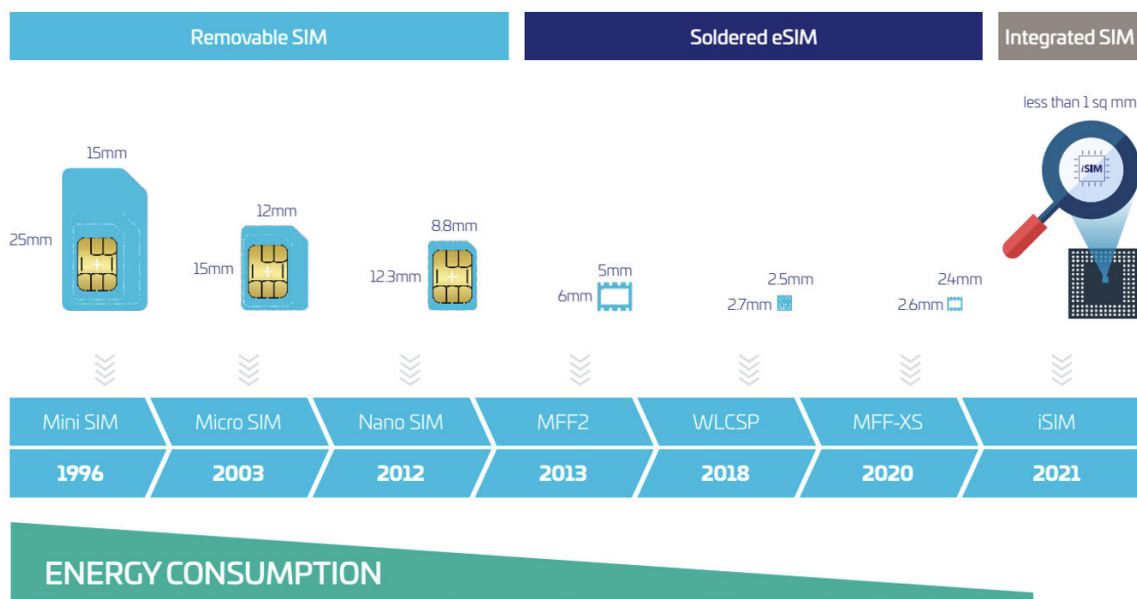 Removable SIM
Soldered eSIM
Integrated SIM
less than 1 sq mm
iSIM
15mm
25mm
12mm
15mm
8.8mm
12.3mm
5mm
6mm
2.5mm
2.7mm
2.4mm
2.6mm
Mini SIM
Micro SIM
Nano SIM
MFF2
WLCSP
MFF-XS
iSIM
1996
2003
2012
2013
2018
2020
2021
ENERGY CONSUMPTION